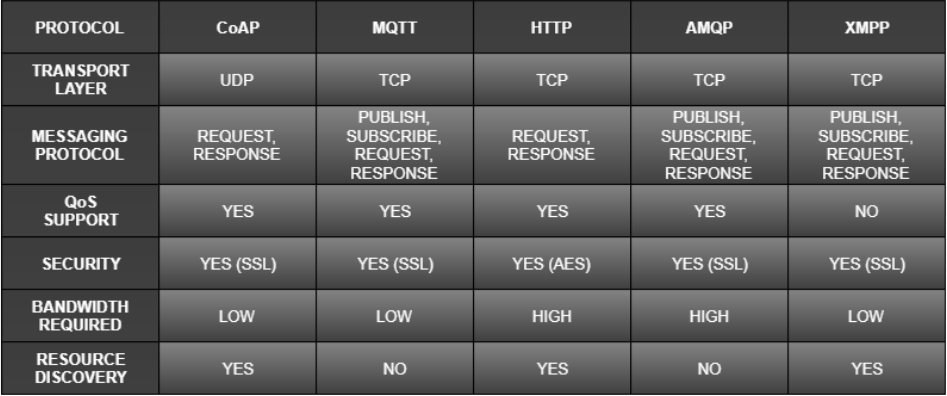 PROTOCOL CoAP MQTT HTTP AMQP XMPP
TRANSPORT
LAYER
UDP TCP TCP TCP TCP
MESSAGING
PROTOCOL
REQUEST,
RESPONSE
PUBLISH,
SUBSCRIBE,
REQUEST,
RESPONSE
REQUEST,
RESPONSE
PUBLISH,
SUBSCRIBE,
REQUEST,
RESPONSE
PUBLISH,
SUBSCRIBE,
REQUEST,
RESPONSE
QoS
SUPPORT
YES YES YES YES NO
SECURITY YES (SSL) YES (SSL) YES (AES) YES (SSL) YES (SSL)
BANDWIDTH
REQUIRED
LOW LOW HIGH HIGH LOW
RESOURCE
DISCOVERY
YES NO YES NO YES